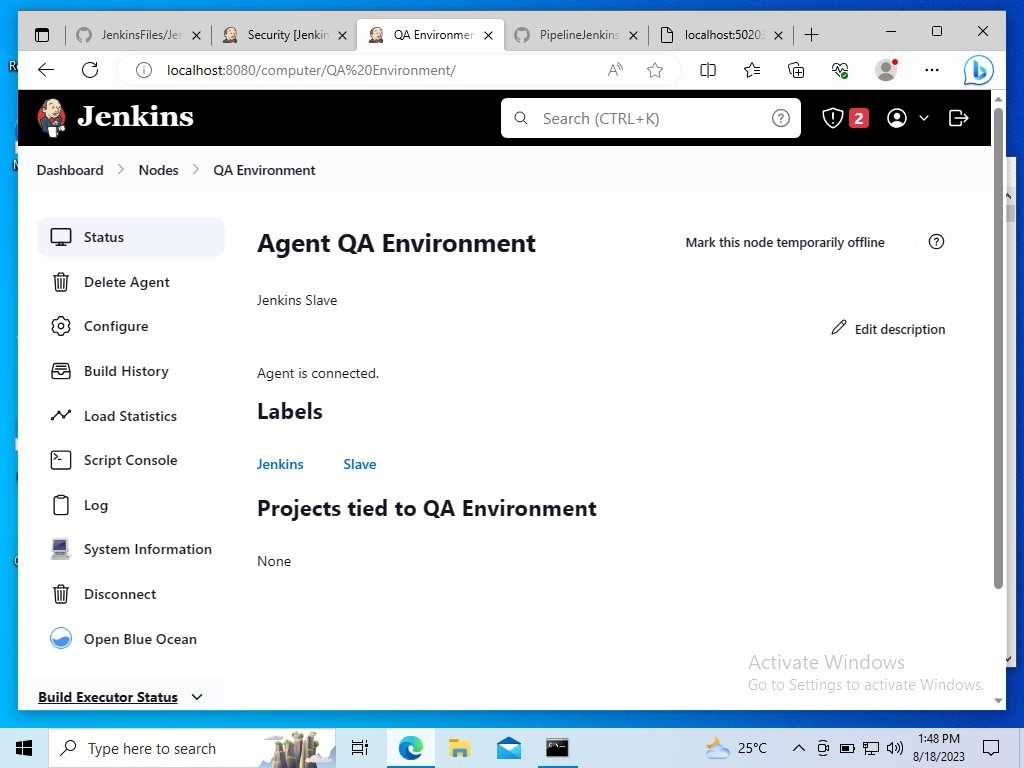 JenkinsFiles/Jer
Security [Jenkin
QA Environmer
PipelineJenkins
localhost:50203
localhost:8080/computer/QA%20Environment/
Jenkins
Search (CTRL+K)
2
Dashboard > Nodes > QA Environment
Status
Delete Agent
Configure
Build History
Load Statistics
Script Console
Log
System Information
Disconnect
Open Blue Ocean
Build Executor Status
Agent QA Environment
Mark this node temporarily offline
Jenkins Slave
Edit description
Agent is connected.
Labels
Jenkins Slave
Projects tied to QA Environment
None
Activate Windows
Go to Settings to activate Windows.
Type here to search
25°C
1:48 PM
8/18/2023